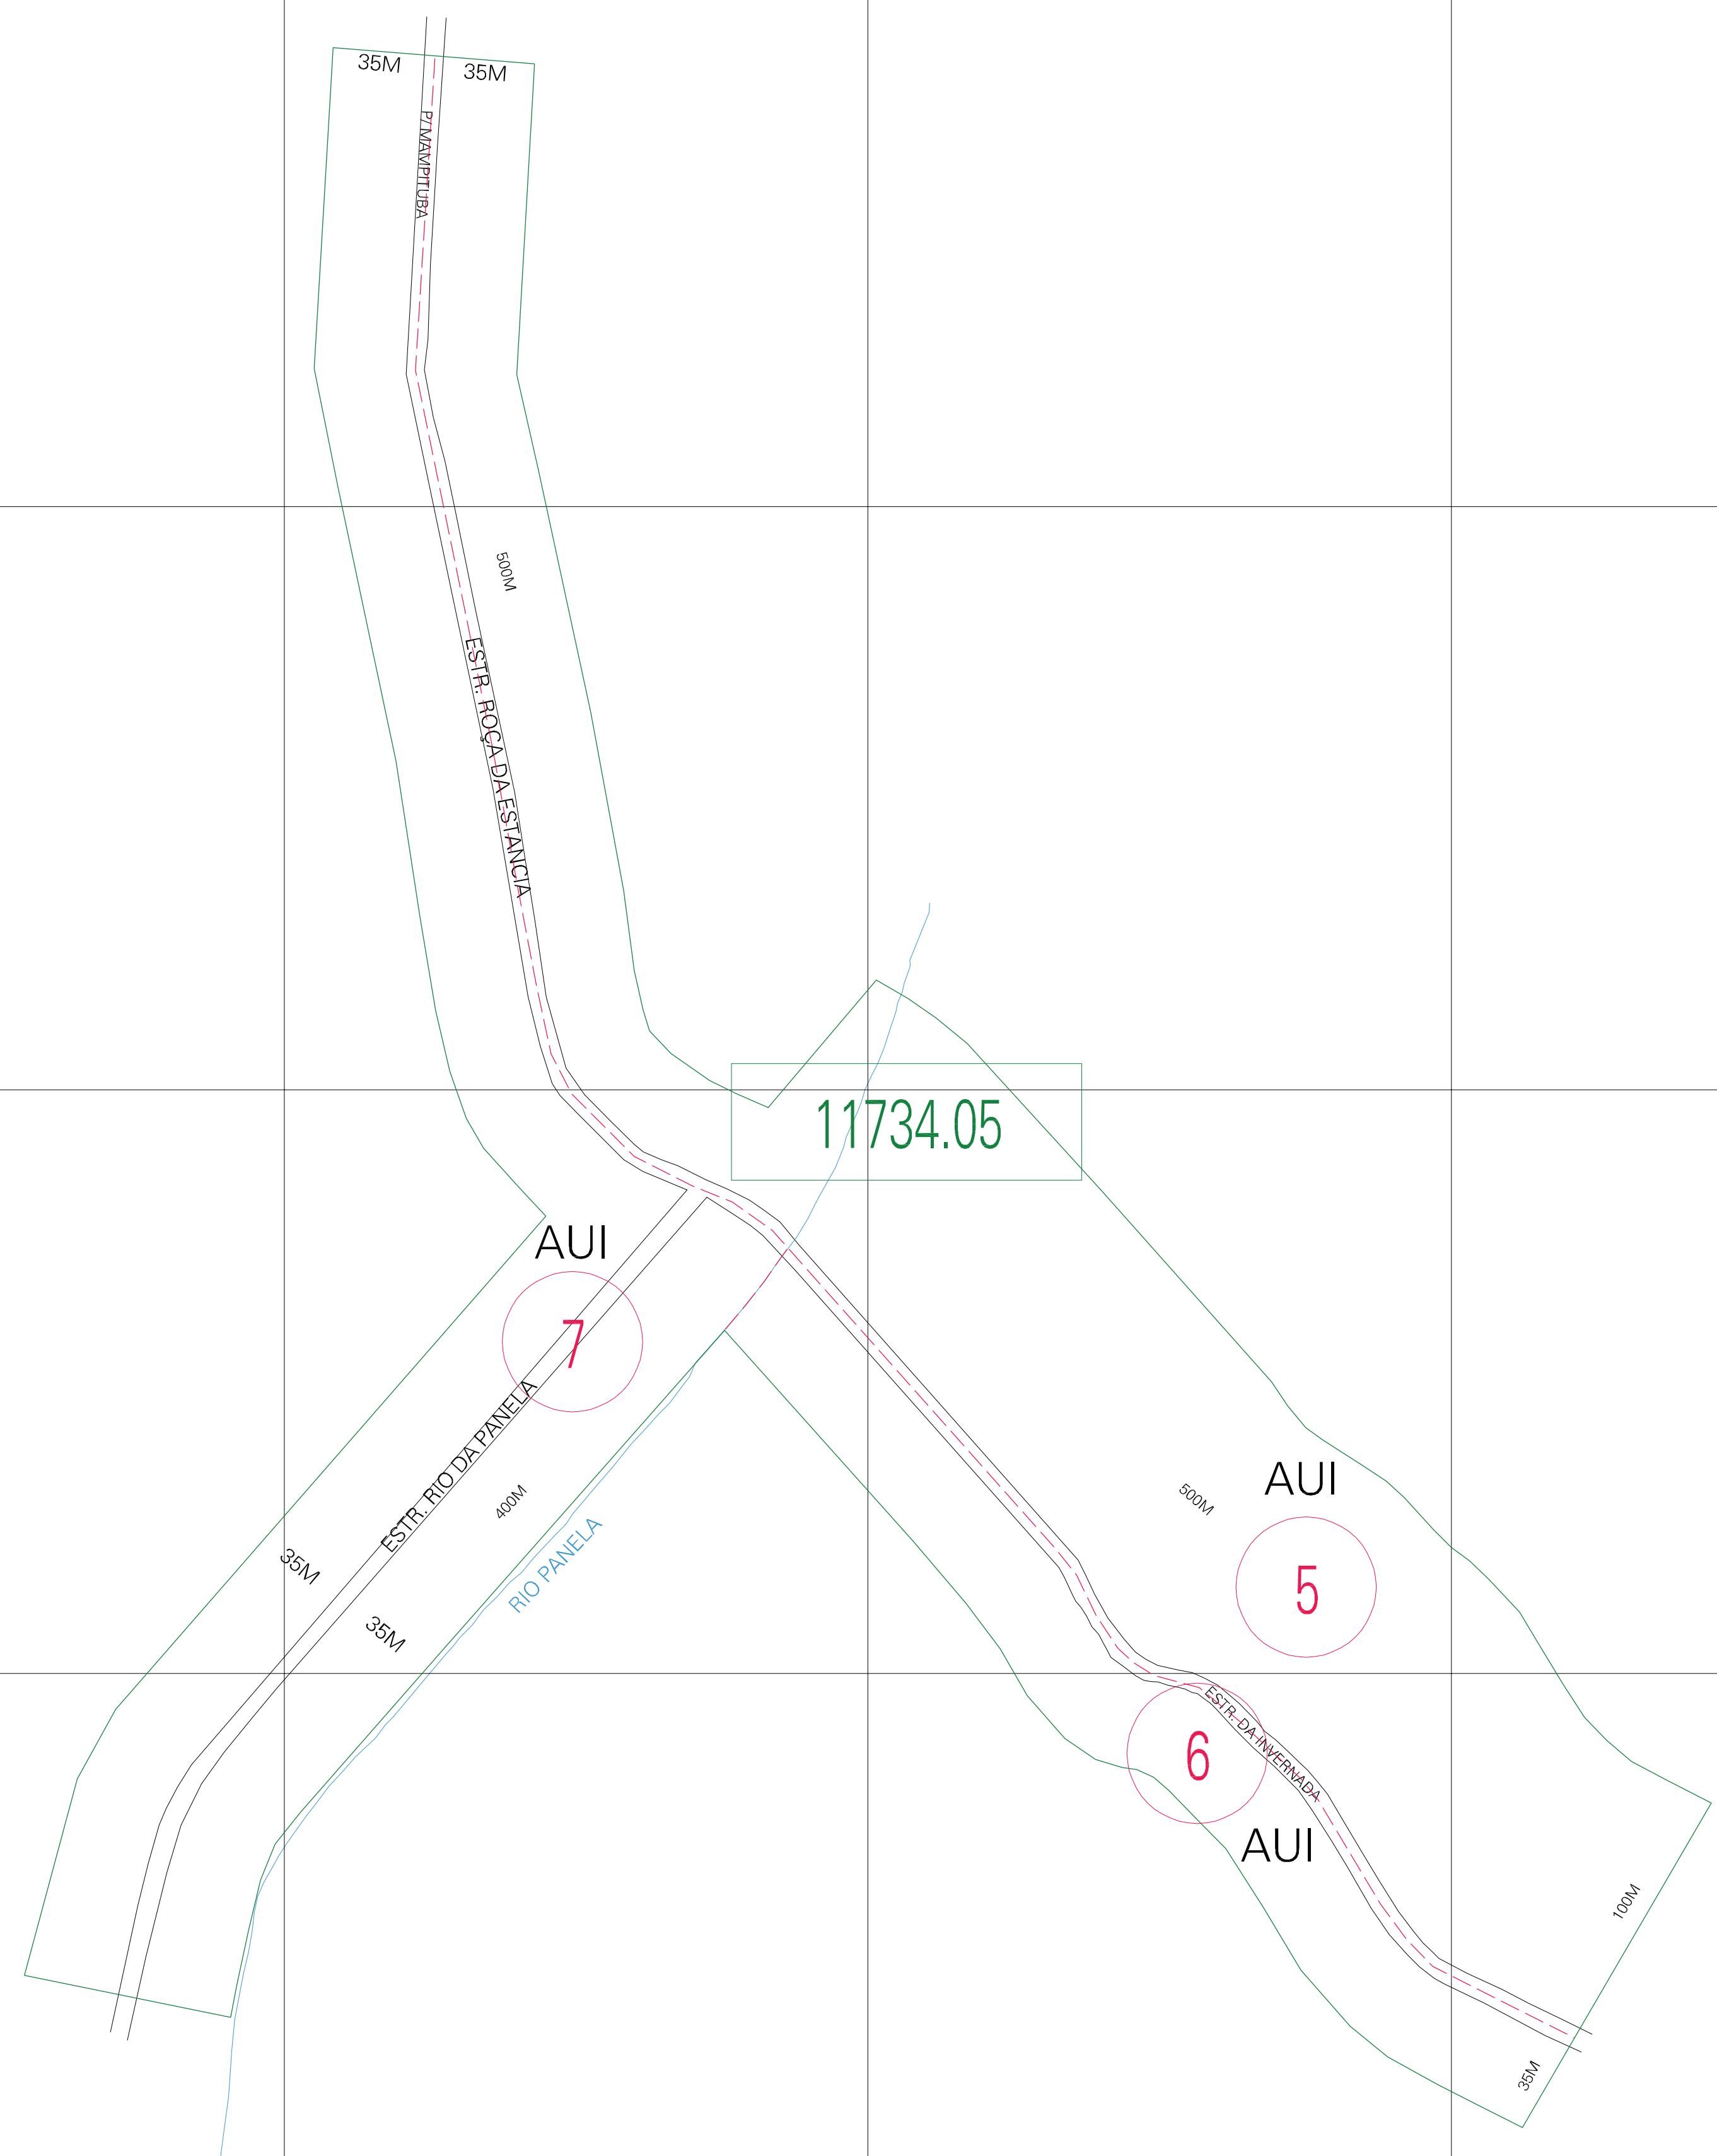 35M
35M
P/ MAMPITUBA
500M
ESTR. ROÇA DA ESTANCIA
11734.05
AUI
7
ESTR. RIO DA PANELA
400M
RIO PANELA
35M
35M
AUI
500M
5
6
ESTR. DA INVERNADA
AUI
100M
35M